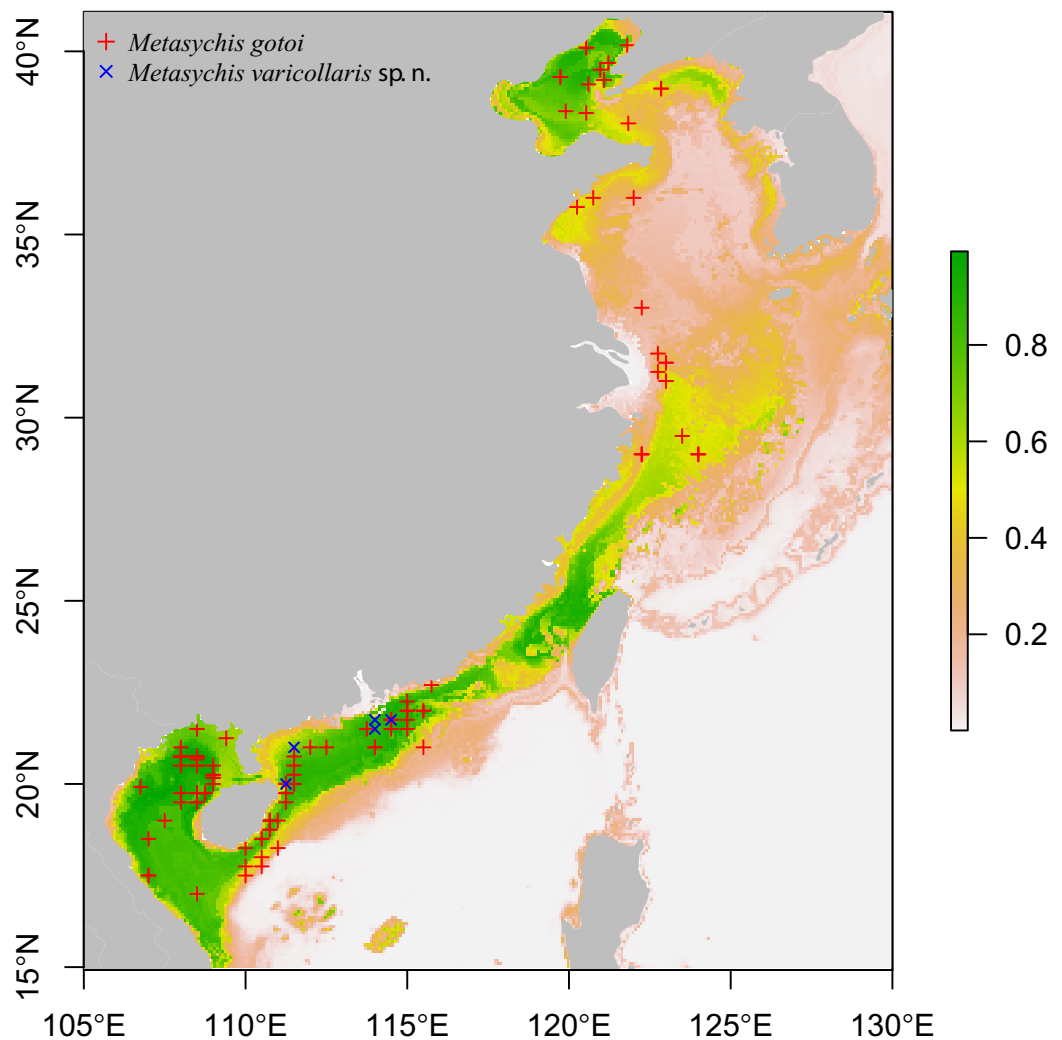 Metasychis gotoi
Metasychis varicollaris sp. n.
40°N
35°N
30°N
25°N
20°N
15°N
105°E 110°E 115°E 120°E 125°E 130°E
0.8
0.6
0.4
0.2